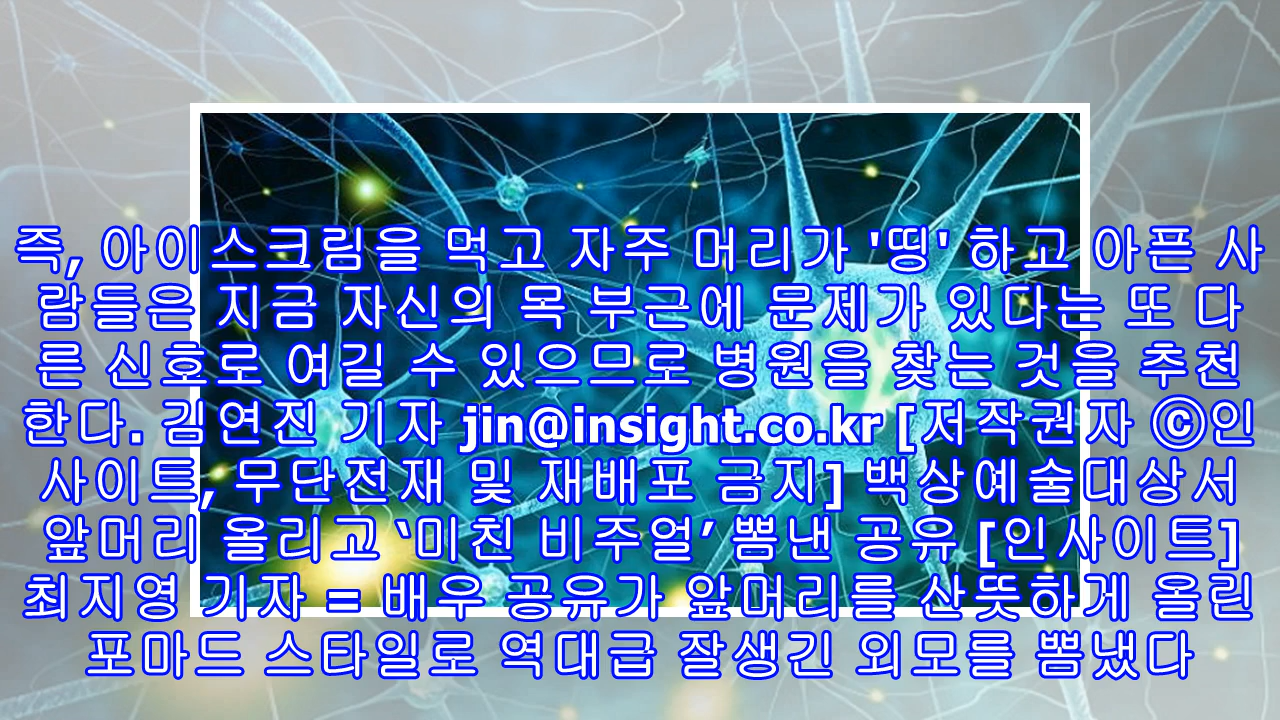 즉, 아이스크림을 먹고 자주 머리가 '띵' 하고 아픈 사
람들은 지금 자신의 목 부근에 문제가 있다는 또 다
른 신호로 여길 수 있으므로 병원을 찾는 것을 추천
한다. 김연진 기자 jin@insight.co.kr [저작권자 ⓒ인
사이트, 무단전재 및 재배포 금지] 백상예술대상서
앞머리 올리고 ‘미친 비주얼’ 뽐낸 공유 [인사이트]
최지영 기자 = 배우 공유가 앞머리를 산뜻하게 올린
포마드 스타일로 역대급 잘생긴 외모를 뽐냈다